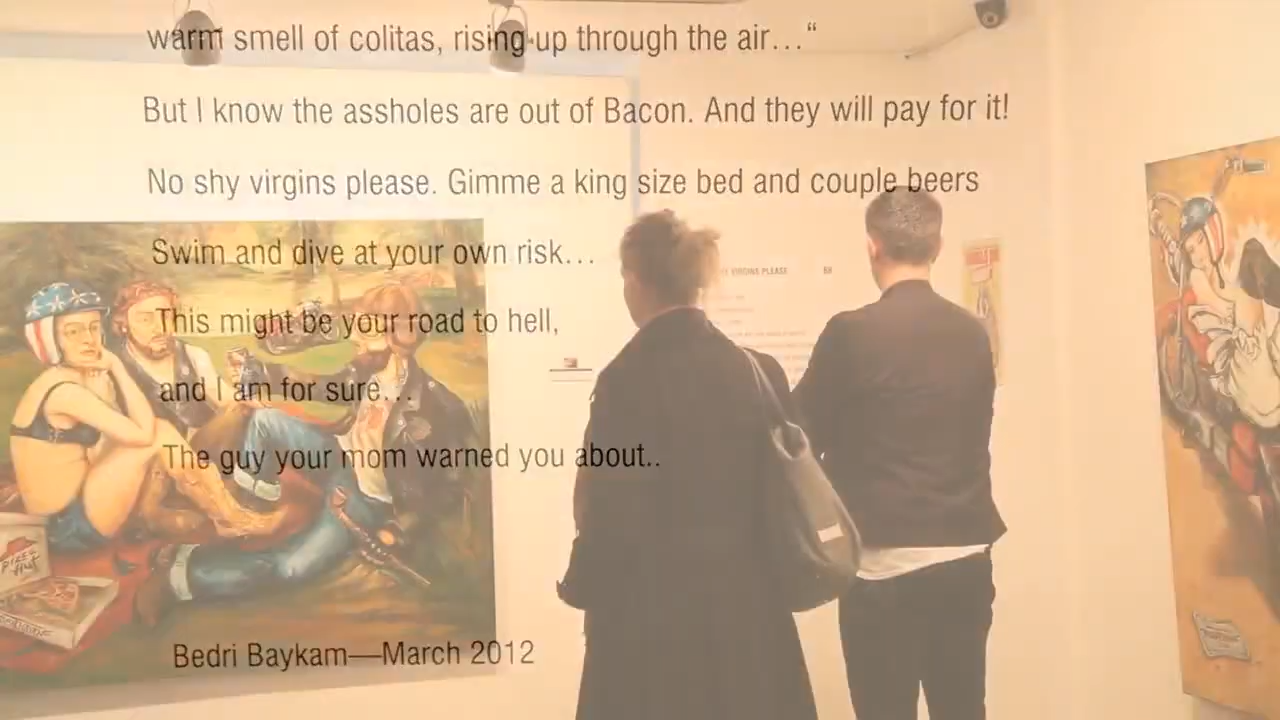 warm smell of colitas, rising up through the air…“
But I know the assholes are out of Bacon. And they will pay for it!
No shy virgins please. Gimme a king size bed and couple beers
Swim and dive at your own risk…
VIRGINS PLEASE
This might be your road to hell,
and I am for sure…
The guy your mom warned you about..
Bedri Baykam—March 2012